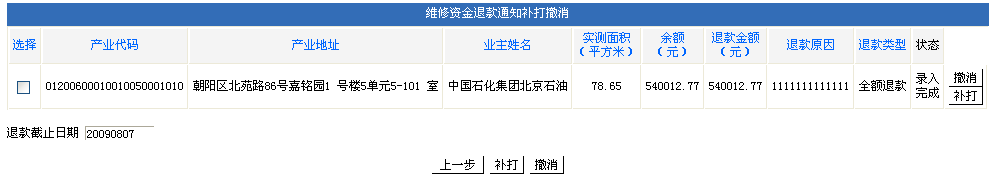 维修资金退款通知补打撤消
选择 产业代码 产业地址 业主姓名 实测面积（平方米） 余额（元） 退款金额（元） 退款原因 退款类型 状态
01200600010010050001010 朝阳区北苑路86号嘉铭园1 号楼5单元5-101 室 中国石化集团北京石油 78.65 540012.77 540012.77 1111111111111 全额退款 录入完成 撤消 补打
退款截止日期 20090807
上一步 补打 撤消